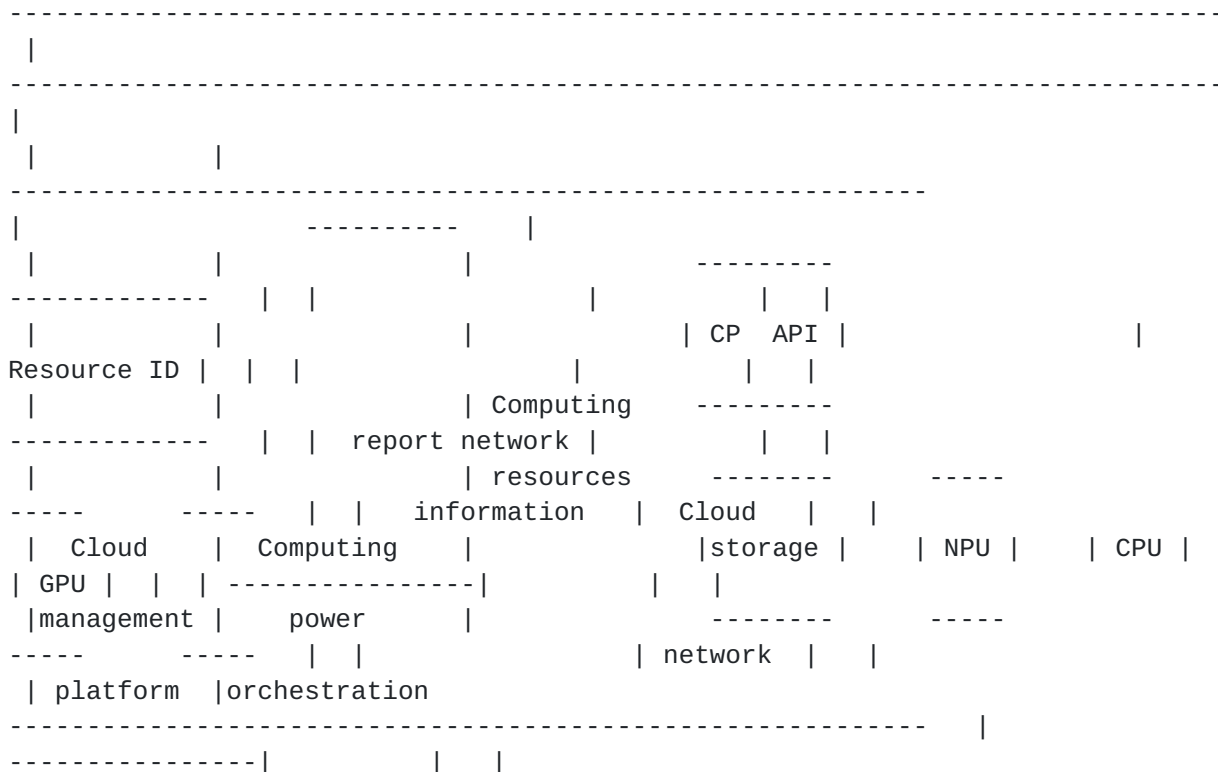 ------------------------------------------------------------------------------
|
------------------------------------------------------------------------------
|
| |
-----------------------------------------------------------
| ---------- |
| | | ---------
------------- | | | | |
| | | | CP API | |
Resource ID | | | | | |
| | | Computing ---------
------------- | | report network | | |
| | | resources -------- -----
----- ----- | | information | Cloud | |
| Cloud | Computing | |storage | | NPU | | CPU |
| GPU | | | ----------------| | |
|management | power | -------- -----
----- ----- | | | network | |
| platform |orchestration
----------------------------------------------------------- |
----------------| | |